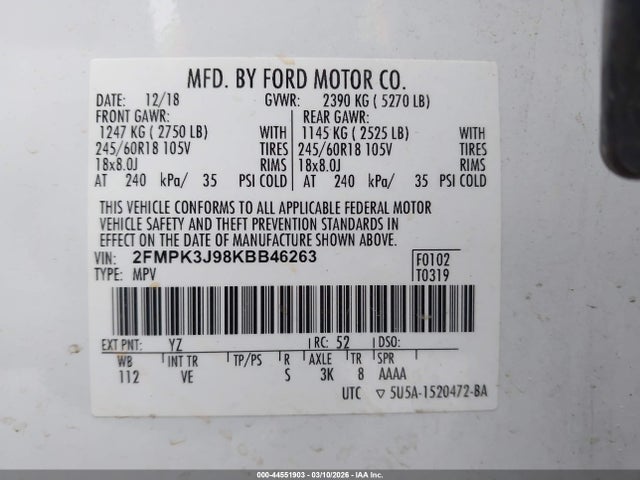 MFD. BY FORD MOTOR CO.
DATE: 12/18 GVWR: 2390 KG ( 5270 LB)
FRONT GAWR: REAR GAWR:
1247 KG ( 2750 LB) WITH 1145 KG ( 2525 LB) WITH
245/60R18 105V TIRES 245/60R18 105V TIRES
18x8.0J RIMS 18x8.0J RIMS
AT 240 kPa/ 35 PSI COLD AT 240 kPa/ 35 PSI COLD
THIS VEHICLE CONFORMS TO ALL APPLICABLE FEDERAL MOTOR
VEHICLE SAFETY AND THEFT PREVENTION STANDARDS IN
EFFECT ON THE DATE OF MANUFACTURE SHOWN ABOVE.
VIN: 2FMPK3J98KBB46263 F0102
TYPE: MPV T0319
EXT PNT: YZ RC: 52 DSO:
WB INT TR TP/PS R AXLE TR SPR
112 VE S 3K 8 AAAA
UTC ▽ 5U5A-1520472-BA
000-44551903 - 03/10/2026 - IAA Inc.